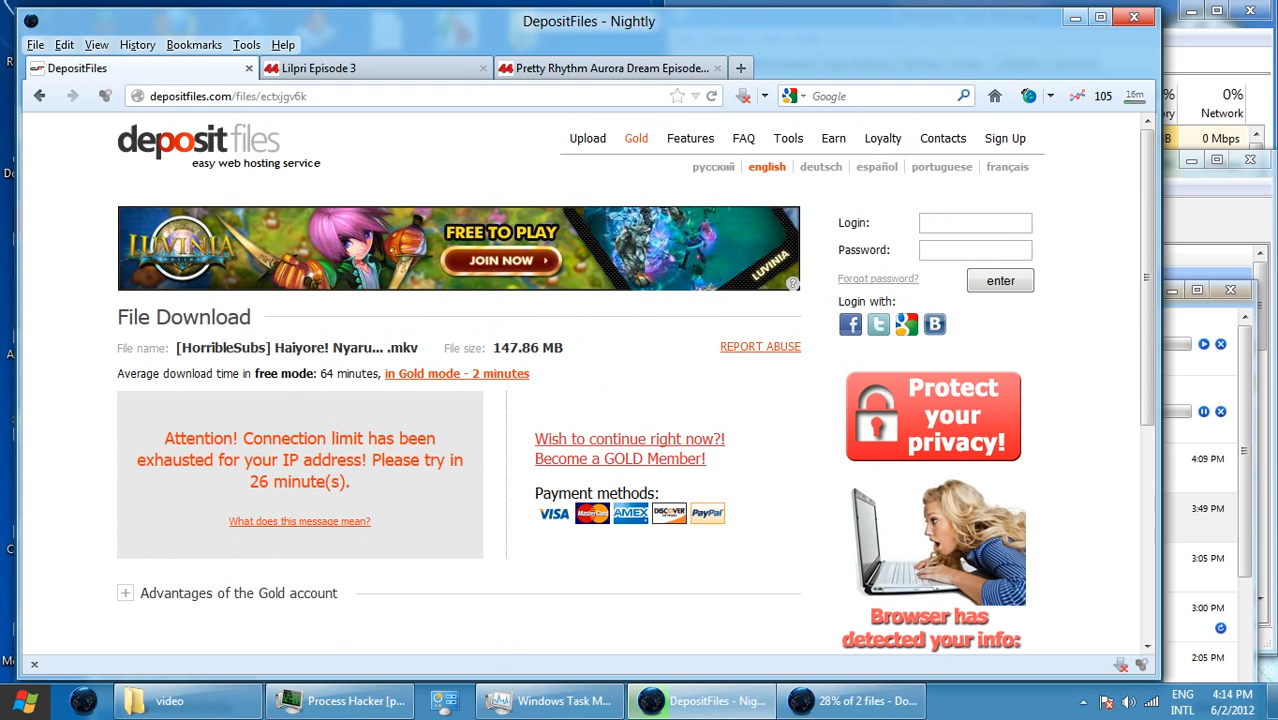 DepositFiles - Nightly
File Edit View History Bookmarks Tools Help
DepositFiles Lilpri Episode 3 Pretty Rhythm Aurora Dream Episode...
depositfiles.com/files/ectxjgv6k Google 105 16m
0% 0%
ry Network
B 0 Mbps
depositfiles
easy web hosting service
Upload Gold Features FAQ Tools Earn Loyalty Contacts Sign Up
русский english deutsch español portuguese français
LUVINIA
FREE TO PLAY
JOIN NOW
LUVINIA
Login:
Password:
Forgot password? enter
Login with:
File Download
File name: [HorribleSubs] Haiyore! Nyaru... .mkv File size: 147.86 MB REPORT ABUSE
Average download time in free mode: 64 minutes, in Gold mode - 2 minutes
Attention! Connection limit has been
exhausted for your IP address! Please try in
26 minute(s).
What does this message mean?
Wish to continue right now?!
Become a GOLD Member!
Payment methods:
VISA MasterCard AMEX DISCOVER PayPal
Protect
your
privacy!
Browser has
detected your info:
Advantages of the Gold account
4:09 PM
3:49 PM
3:05 PM
3:00 PM
2:05 PM
video Process Hacker [p... Windows Task M... DepositFiles - Nig... 28% of 2 files - Do...
ENG
INTL
4:14 PM
6/2/2012